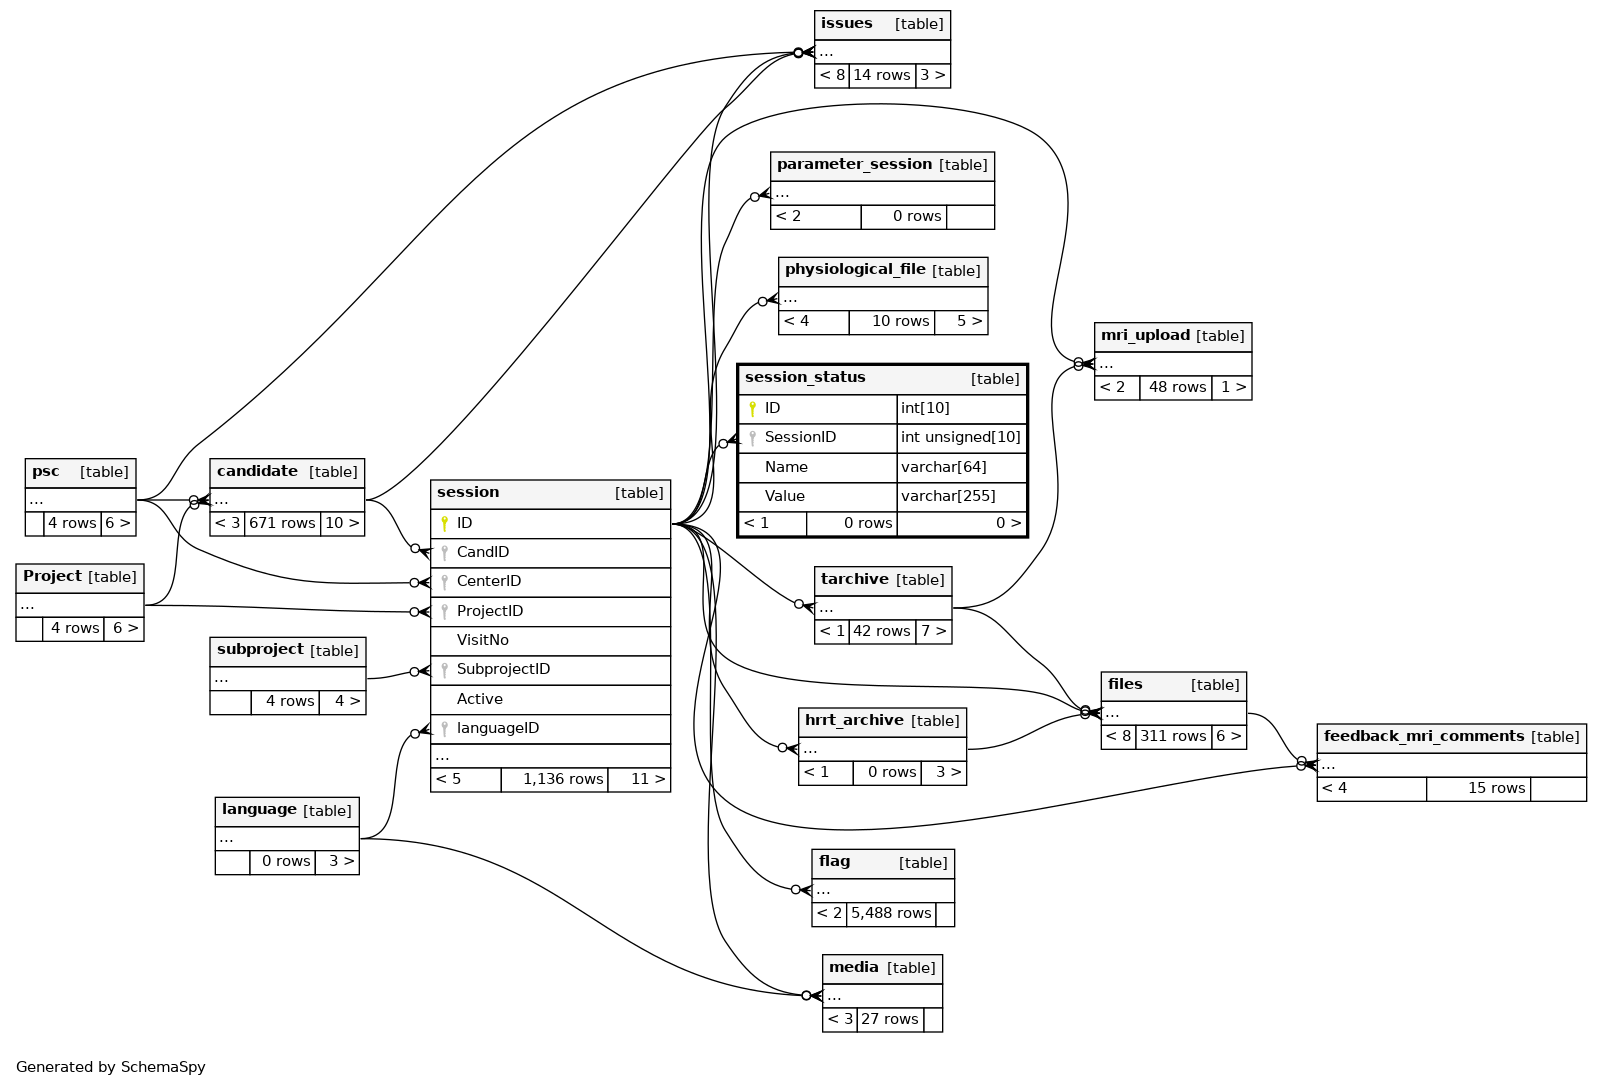 issues [table]
...
< 8 14 rows 3 >
parameter_session [table]
...
< 2 0 rows
physiological_file [table]
...
< 4 10 rows 5 >
mri_upload [table]
...
< 2 48 rows 1 >
session_status [table]
ID int[10]
SessionID int unsigned[10]
Name varchar[64]
Value varchar[255]
< 1 0 rows 0 >
psc [table]
...
4 rows 6 >
candidate [table]
...
< 3 671 rows 10 >
session [table]
ID
CandID
CenterID
ProjectID
VisitNo
SubprojectID
Active
languageID
...
< 5 1,136 rows 11 >
Project [table]
...
4 rows 6 >
subproject [table]
...
4 rows 4 >
language [table]
...
0 rows 3 >
tarchive [table]
...
< 1 42 rows 7 >
files [table]
...
< 8 311 rows 6 >
hrrt_archive [table]
...
< 1 0 rows 3 >
feedback_mri_comments [table]
...
< 4 15 rows
flag [table]
...
< 2 5,488 rows
media [table]
...
< 3 27 rows
Generated by SchemaSpy